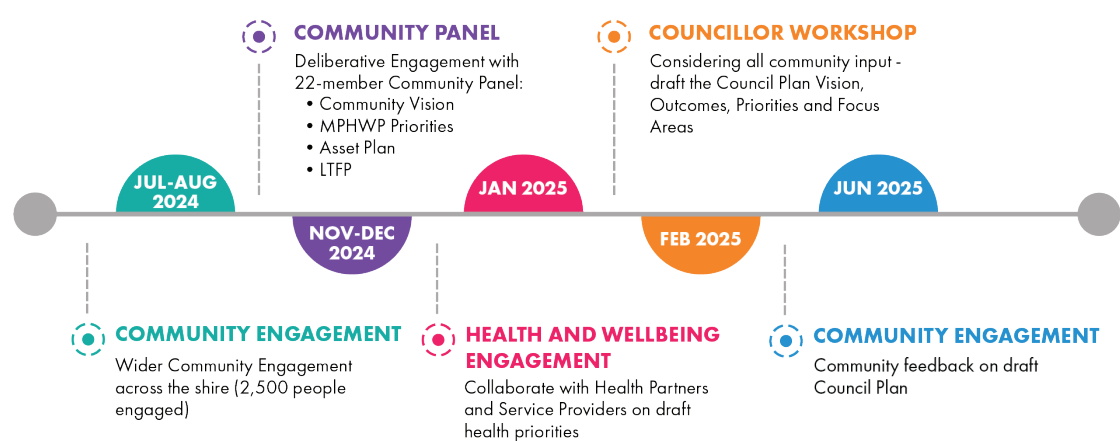 COMMUNITY PANEL
Deliberative Engagement with
22-member Community Panel:
• Community Vision
• MPHWP Priorities
• Asset Plan
• LTFP
COUNCILLOR WORKSHOP
Considering all community input -
draft the Council Plan Vision,
Outcomes, Priorities and Focus
Areas
JUL-AUG
2024
NOV-DEC
2024
JAN 2025
FEB 2025
JUN 2025
COMMUNITY ENGAGEMENT
Wider Community Engagement
across the shire (2,500 people
engaged)
HEALTH AND WELLBEING
ENGAGEMENT
Collaborate with Health Partners
and Service Providers on draft
health priorities
COMMUNITY ENGAGEMENT
Community feedback on draft
Council Plan